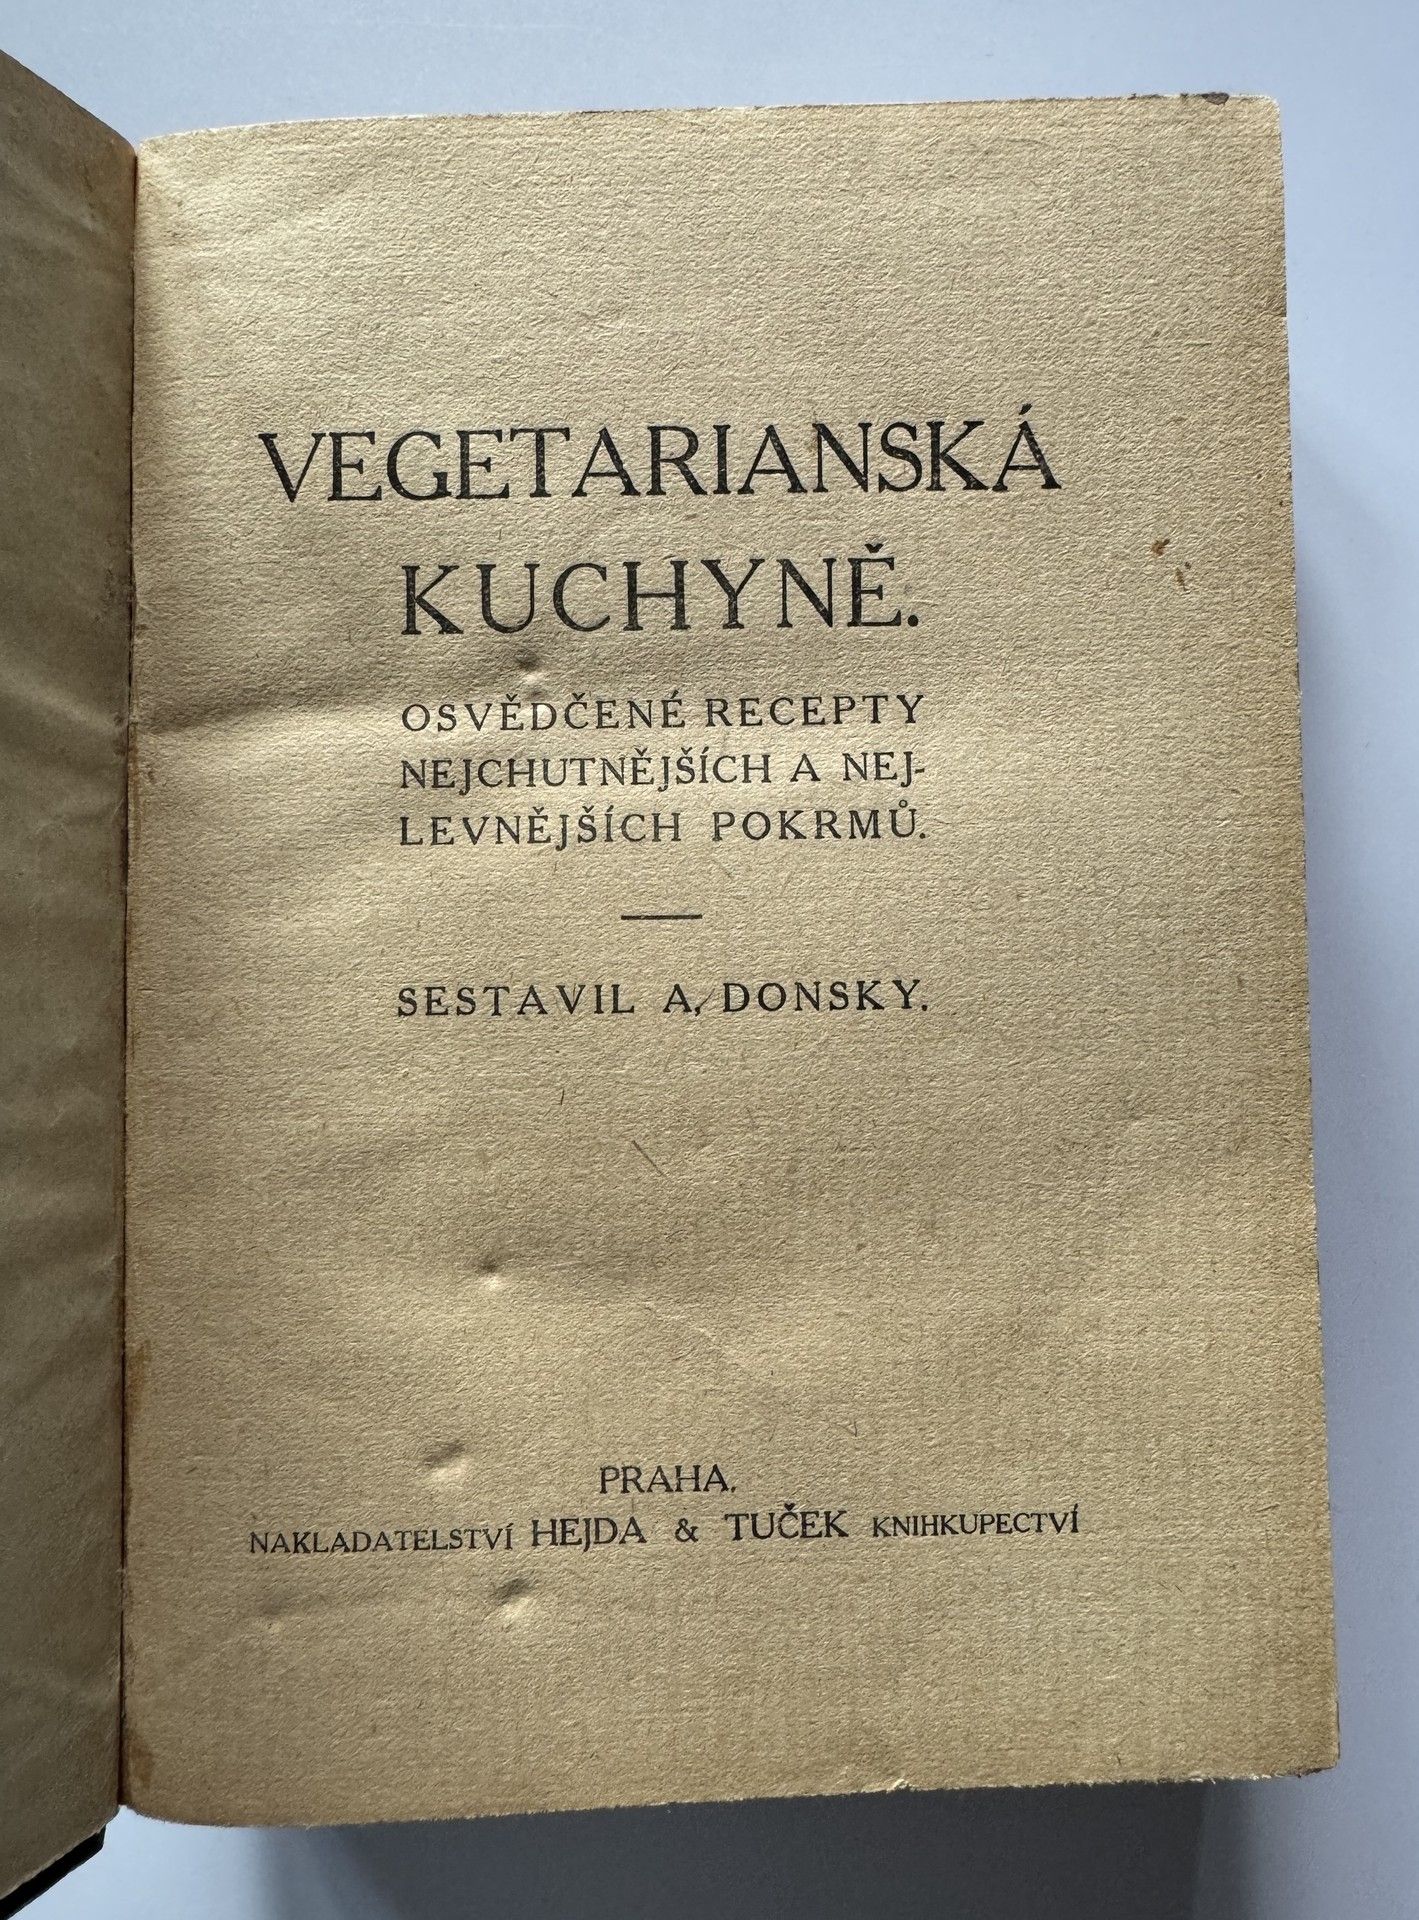 VEGETARIANSKÁ
KUCHYNĚ.
OSVĚDČENÉ RECEPTY
NEJCHUTNĚJŠÍCH A NEJ-
LEVNĚJŠÍCH POKRMŮ.
SESTAVIL A. DONSKY.
PRAHA.
NAKLADATELSTVÍ HEJDA & TUČEK KNIHKUPECTVÍ